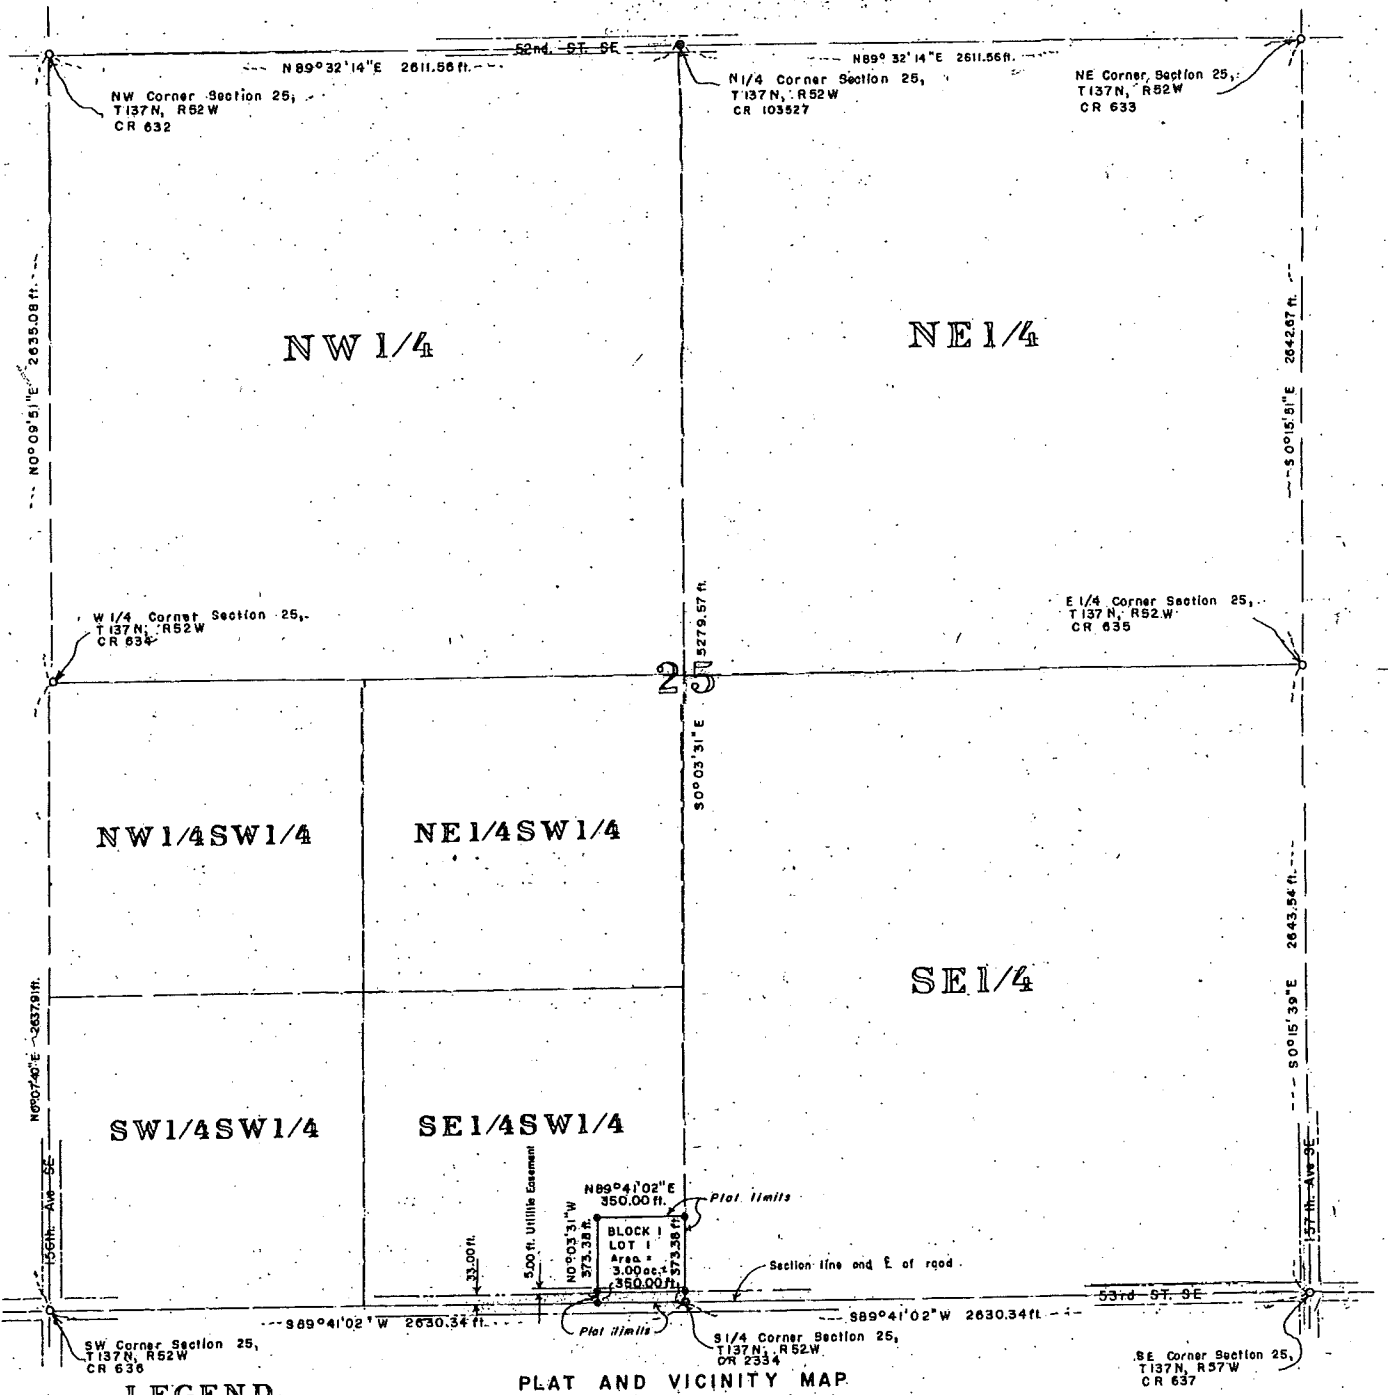 52nd. ST. SE
N 89° 32' 14" E 2611.56 ft.
N 89° 32' 14" E 2611.56 ft.
NW Corner Section 25,
T137N, R52W
CR 632
N 1/4 Corner Section 25,
T137N, R52W
CR 103527
NE Corner Section 25,
T137N, R52W
CR 633
N0° 09' 51" E 2635.08 ft.
NW 1/4
NE 1/4
S0° 15' 51" E 2642.67 ft.
W 1/4 Corner Section 25,
T137N, R52W
CR 634
5279.57 ft.
E 1/4 Corner Section 25,
T137N, R52W
CR 635
25
S0° 03' 31" E
NW1/4SW1/4
NE1/4SW1/4
SE1/4
S0° 15' 39" E 2643.54 ft.
2637.91 ft.
SW1/4SW1/4
SE1/4SW1/4
156th. Ave SE
157th. Ave SE
33.00 ft.
5.00 ft. Utilitie Easement
N0° 03' 31" W
373.38 ft.
N89° 41' 02" E
350.00 ft.
Plat limits
BLOCK 1
LOT 1
Area =
3.00 ac.±
350.00 ft.
373.38 ft.
Section line and ℄ of road
53rd ST. SE
S89° 41' 02" W 2630.34 ft.
S89° 41' 02" W 2630.34 ft.
Plat limits
SW Corner Section 25,
T137N, R52W
CR 636
S1/4 Corner Section 25,
T137N, R52W
CR 2334
SE Corner Section 25,
T137N, R57W
CR 637
LEGEND
PLAT AND VICINITY MAP